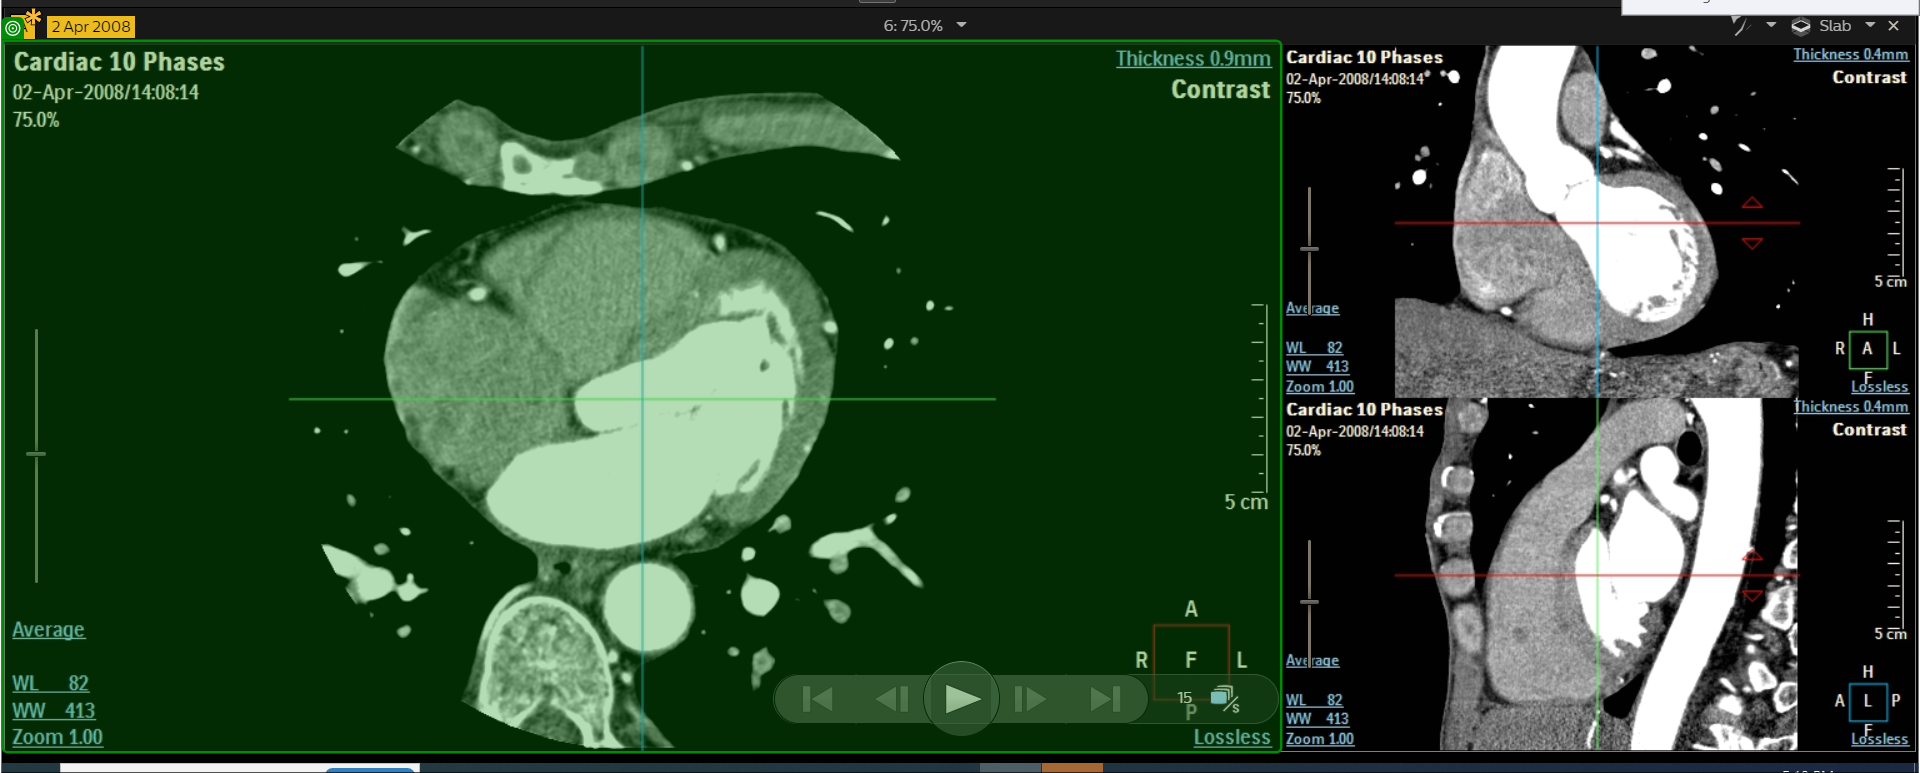 2 Apr 2008
6: 75.0%
Slab
Cardiac 10 Phases
02-Apr-2008/14:08:14
75.0%
Thickness 0.9mm
Contrast
5 cm
Average
WL 82
WW 413
Zoom 1.00
A
R F L
P
15 /s
Lossless
Cardiac 10 Phases
02-Apr-2008/14:08:14
75.0%
Thickness 0.4mm
Contrast
5 cm
Average
WL 82
WW 413
Zoom 1.00
H
R A L
F
Lossless
Cardiac 10 Phases
02-Apr-2008/14:08:14
75.0%
Thickness 0.4mm
Contrast
5 cm
Average
WL 82
WW 413
Zoom 1.00
H
A L P
F
Lossless